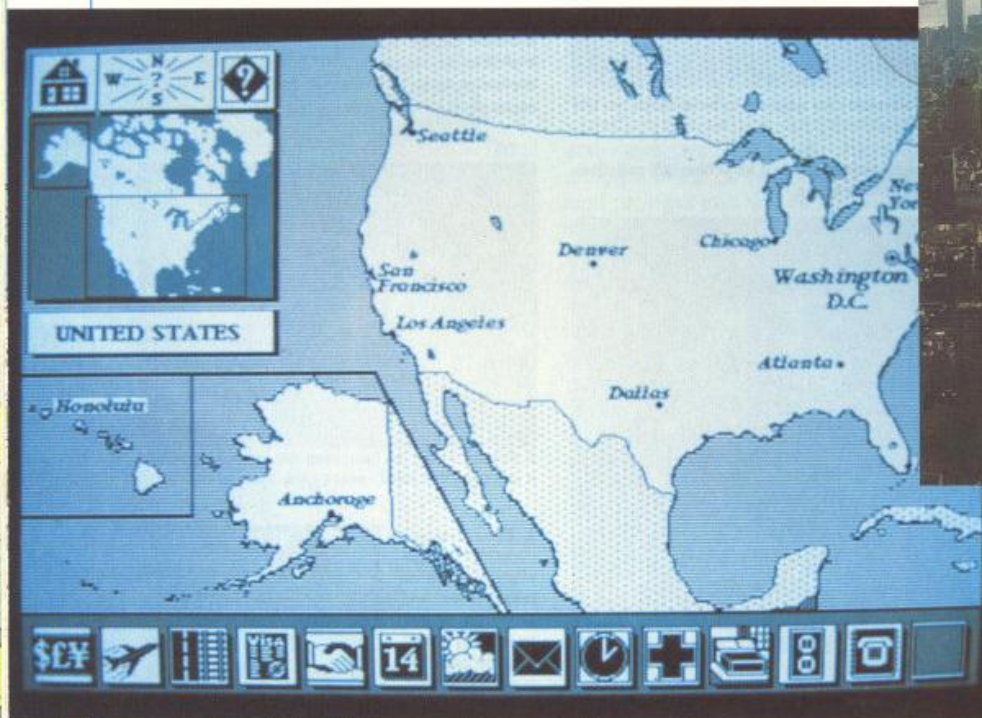 N
W ? E
S
?
Seattle
Denver
Chicago
San
Francisco
Washington
D.C.
UNITED STATES
Los Angeles
Atlanta
Dallas
Honolulu
Anchorage
$£¥
Visa
14